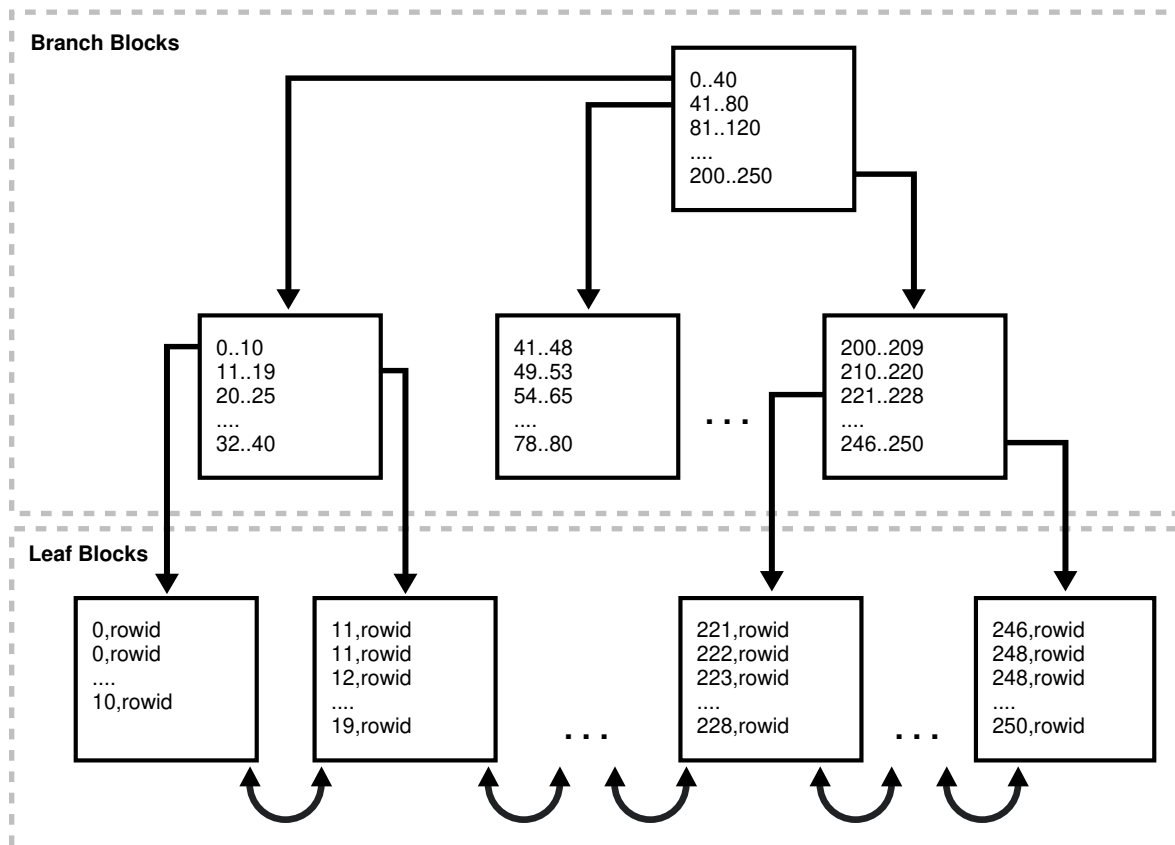 Branch Blocks
0..40
41..80
81..120
....
200..250
0..10
11..19
20..25
....
32..40
41..48
49..53
54..65
....
78..80
...
200..209
210..220
221..228
....
246..250
Leaf Blocks
0,rowid
0,rowid
....
10,rowid
11,rowid
11,rowid
12,rowid
....
19,rowid
...
221,rowid
222,rowid
223,rowid
....
228,rowid
...
246,rowid
248,rowid
248,rowid
....
250,rowid